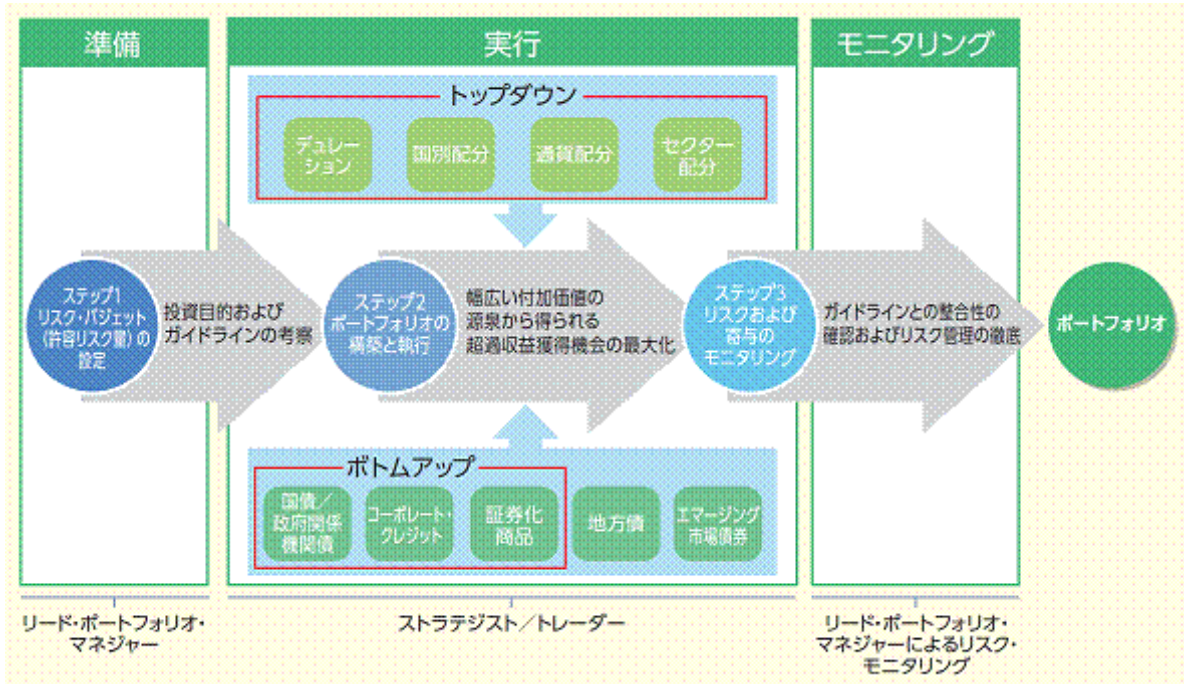 準備
実行
モニタリング
トップダウン
デュレー
ション
国別配分
通貨配分
セクター
配分
ステップ1
リスク・バジェット
(許容リスク量)の
設定
投資目的および
ガイドラインの考察
ステップ2
ポートフォリオの
構築と執行
幅広い付加価値の
源泉から得られる
超過収益獲得機会の最大化
ステップ3
リスクおよび
寄与の
モニタリング
ガイドラインとの整合性の
確認およびリスク管理の徹底
ポートフォリオ
ボトムアップ
国債/
政府関係
機関債
コーポレート・
クレジット
証券化
商品
地方債
エマージング
市場債券
リード・ポートフォリオ・
マネジャー
ストラテジスト/トレーダー
リード・ポートフォリオ・
マネジャーによるリスク・
モニタリング